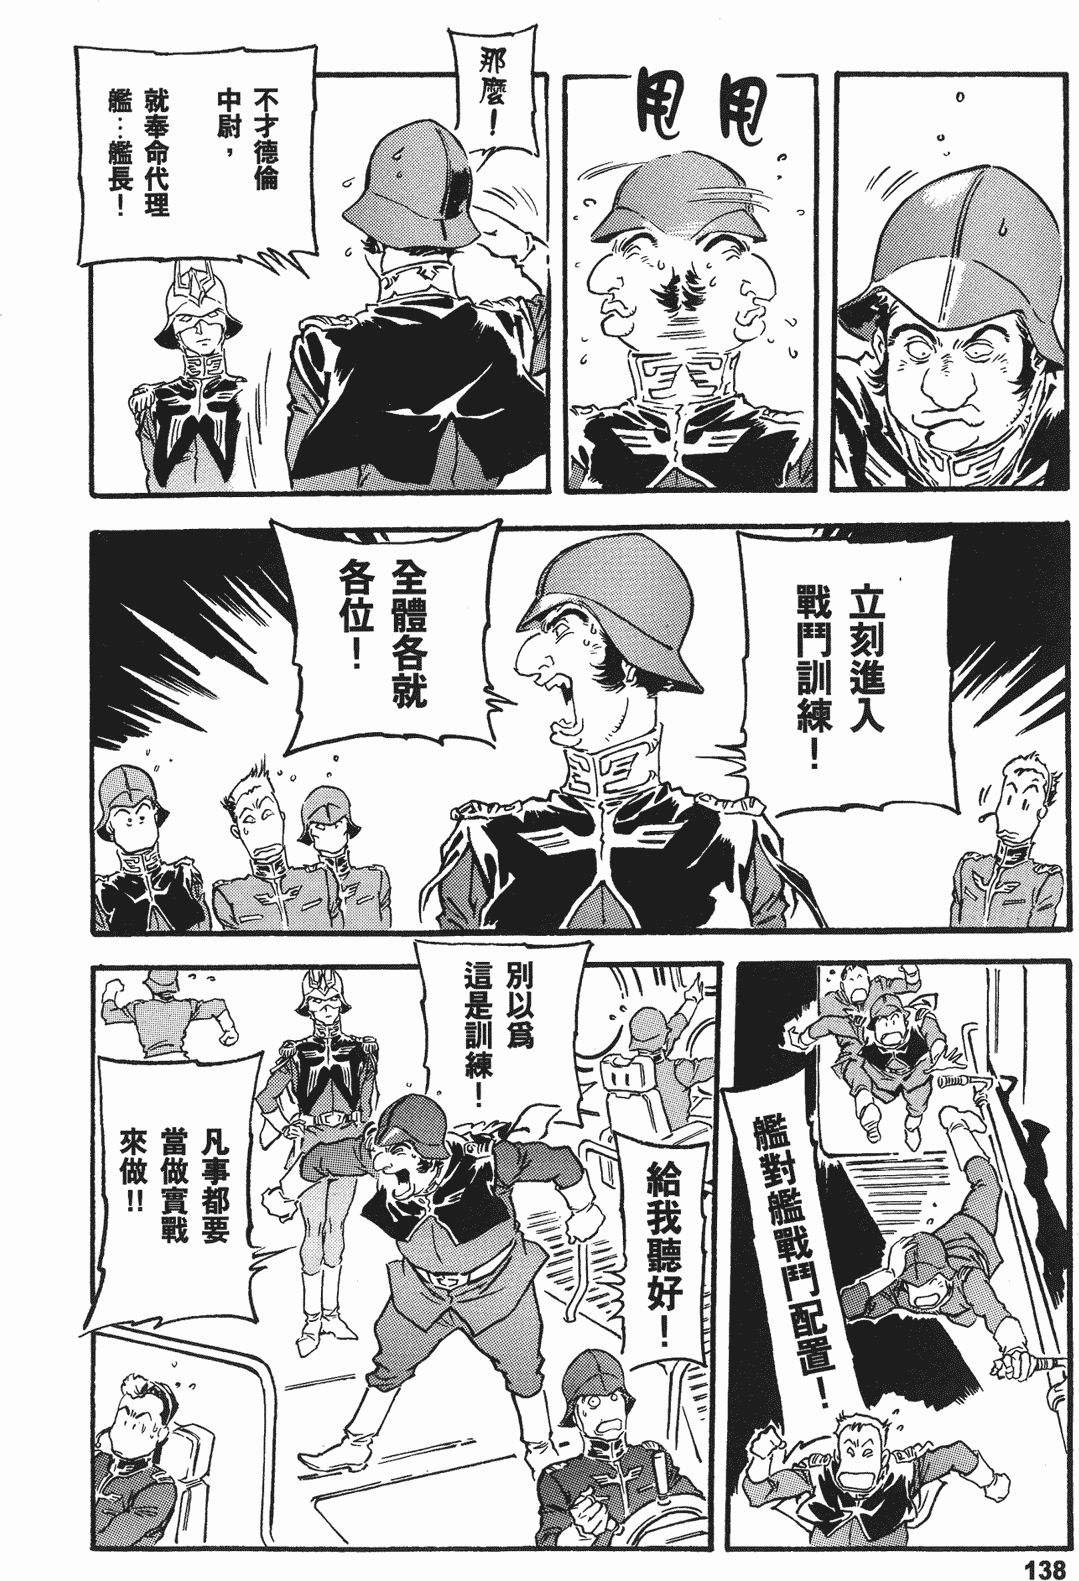 甩
甩
那麼！
不才德倫
中尉，
就奉命代理
艦…艦長！
立刻進入
戰鬥訓練！
全體各就
各位！
艦對艦戰鬥配置！
給我聽好！
別以爲
這是訓練！
凡事都要
當做實戰
來做!!
138